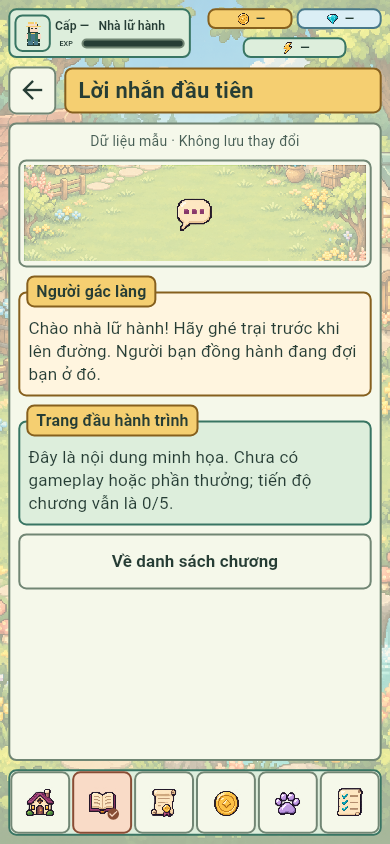 Cấp — Nhà lữ hành
EXP
—
—
—
Lời nhắn đầu tiên
Dữ liệu mẫu · Không lưu thay đổi
Người gác làng
Chào nhà lữ hành! Hãy ghé trại trước khi
lên đường. Người bạn đồng hành đang đợi
bạn ở đó.
Trang đầu hành trình
Đây là nội dung minh họa. Chưa có
gameplay hoặc phần thưởng; tiến độ
chương vẫn là 0/5.
Về danh sách chương